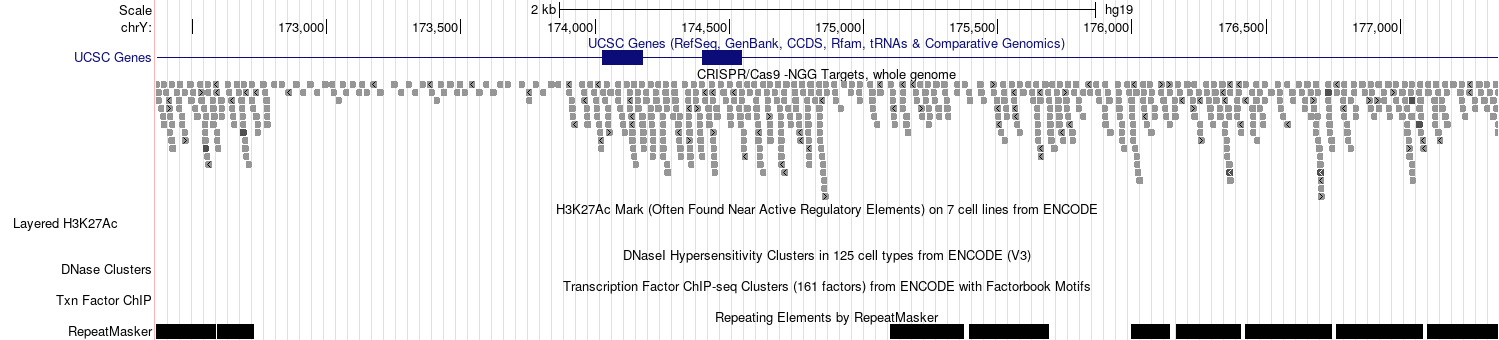 Scale 2 kb hg19
chrY: 173,000 173,500 174,000 174,500 175,000 175,500 176,000 176,500 177,000
UCSC Genes (RefSeq, GenBank, CCDS, Rfam, tRNAs & Comparative Genomics)
UCSC Genes
CRISPR/Cas9 -NGG Targets, whole genome
H3K27Ac Mark (Often Found Near Active Regulatory Elements) on 7 cell lines from ENCODE
Layered H3K27Ac
DNaseI Hypersensitivity Clusters in 125 cell types from ENCODE (V3)
DNase Clusters
Transcription Factor ChIP-seq Clusters (161 factors) from ENCODE with Factorbook Motifs
Txn Factor ChIP
Repeating Elements by RepeatMasker
RepeatMasker